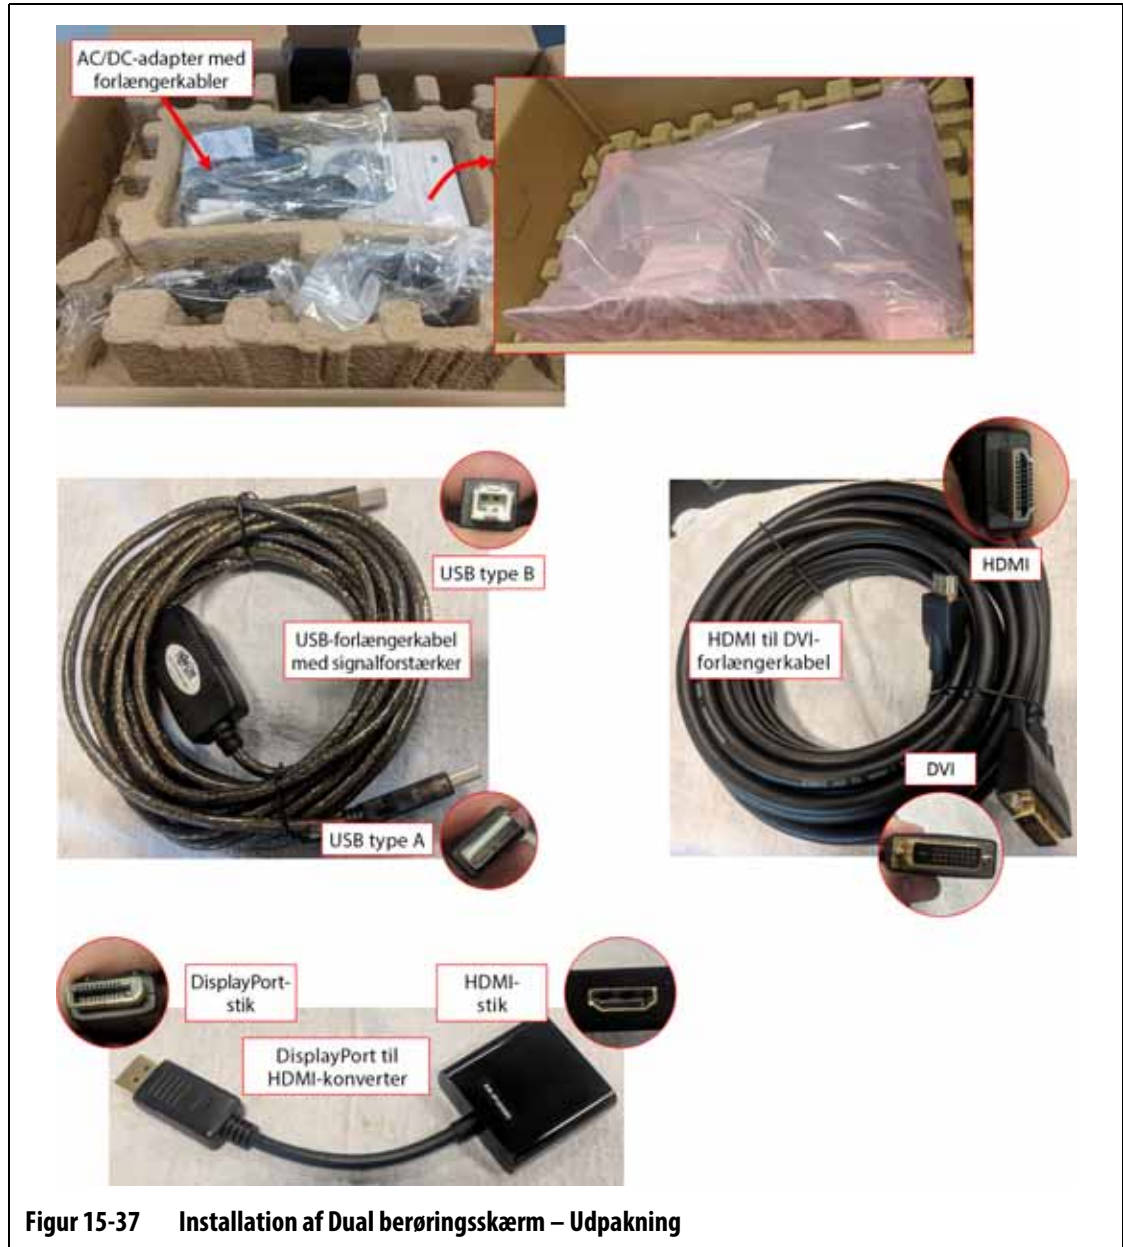 AC/DC-adapter med
forlængerkabler
USB type B
HDMI
USB-forlængerkabel
med signalforstærker
HDMI til DVI-
forlængerkabel
DVI
USB type A
DisplayPort-
stik
HDMI-
stik
DisplayPort til
HDMI-konverter
Figur 15-37 Installation af Dual berøringsskærm – Udpakning